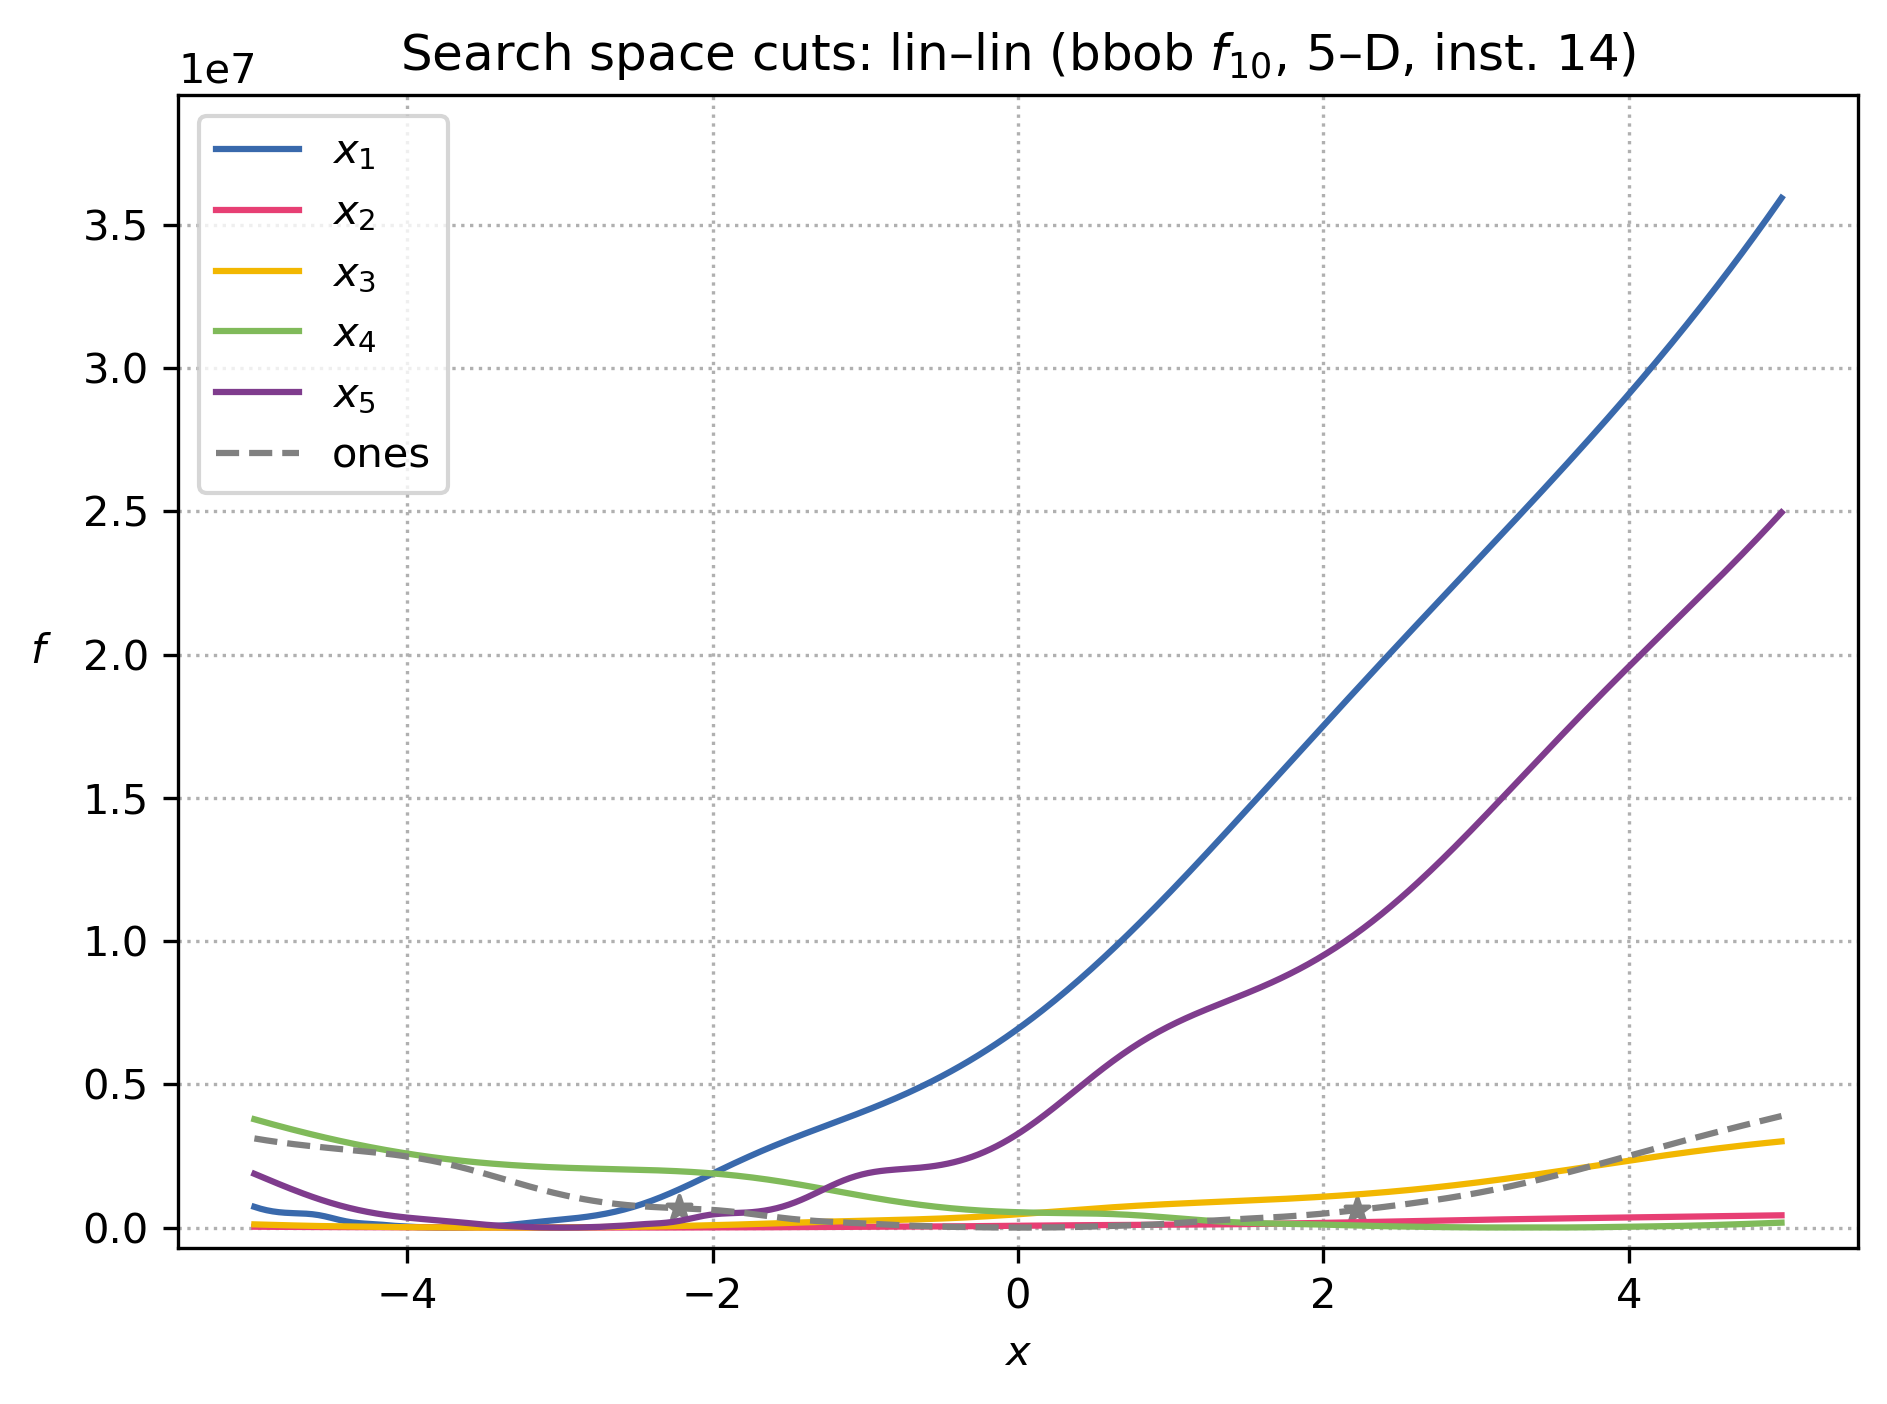 Search space cuts: lin–lin (bbob f10, 5–D, inst. 14)
1e7
x1
x2
x3
x4
x5
ones
3.5
3.0
2.5
2.0
1.5
1.0
0.5
0.0
f
−4 −2 0 2 4
x